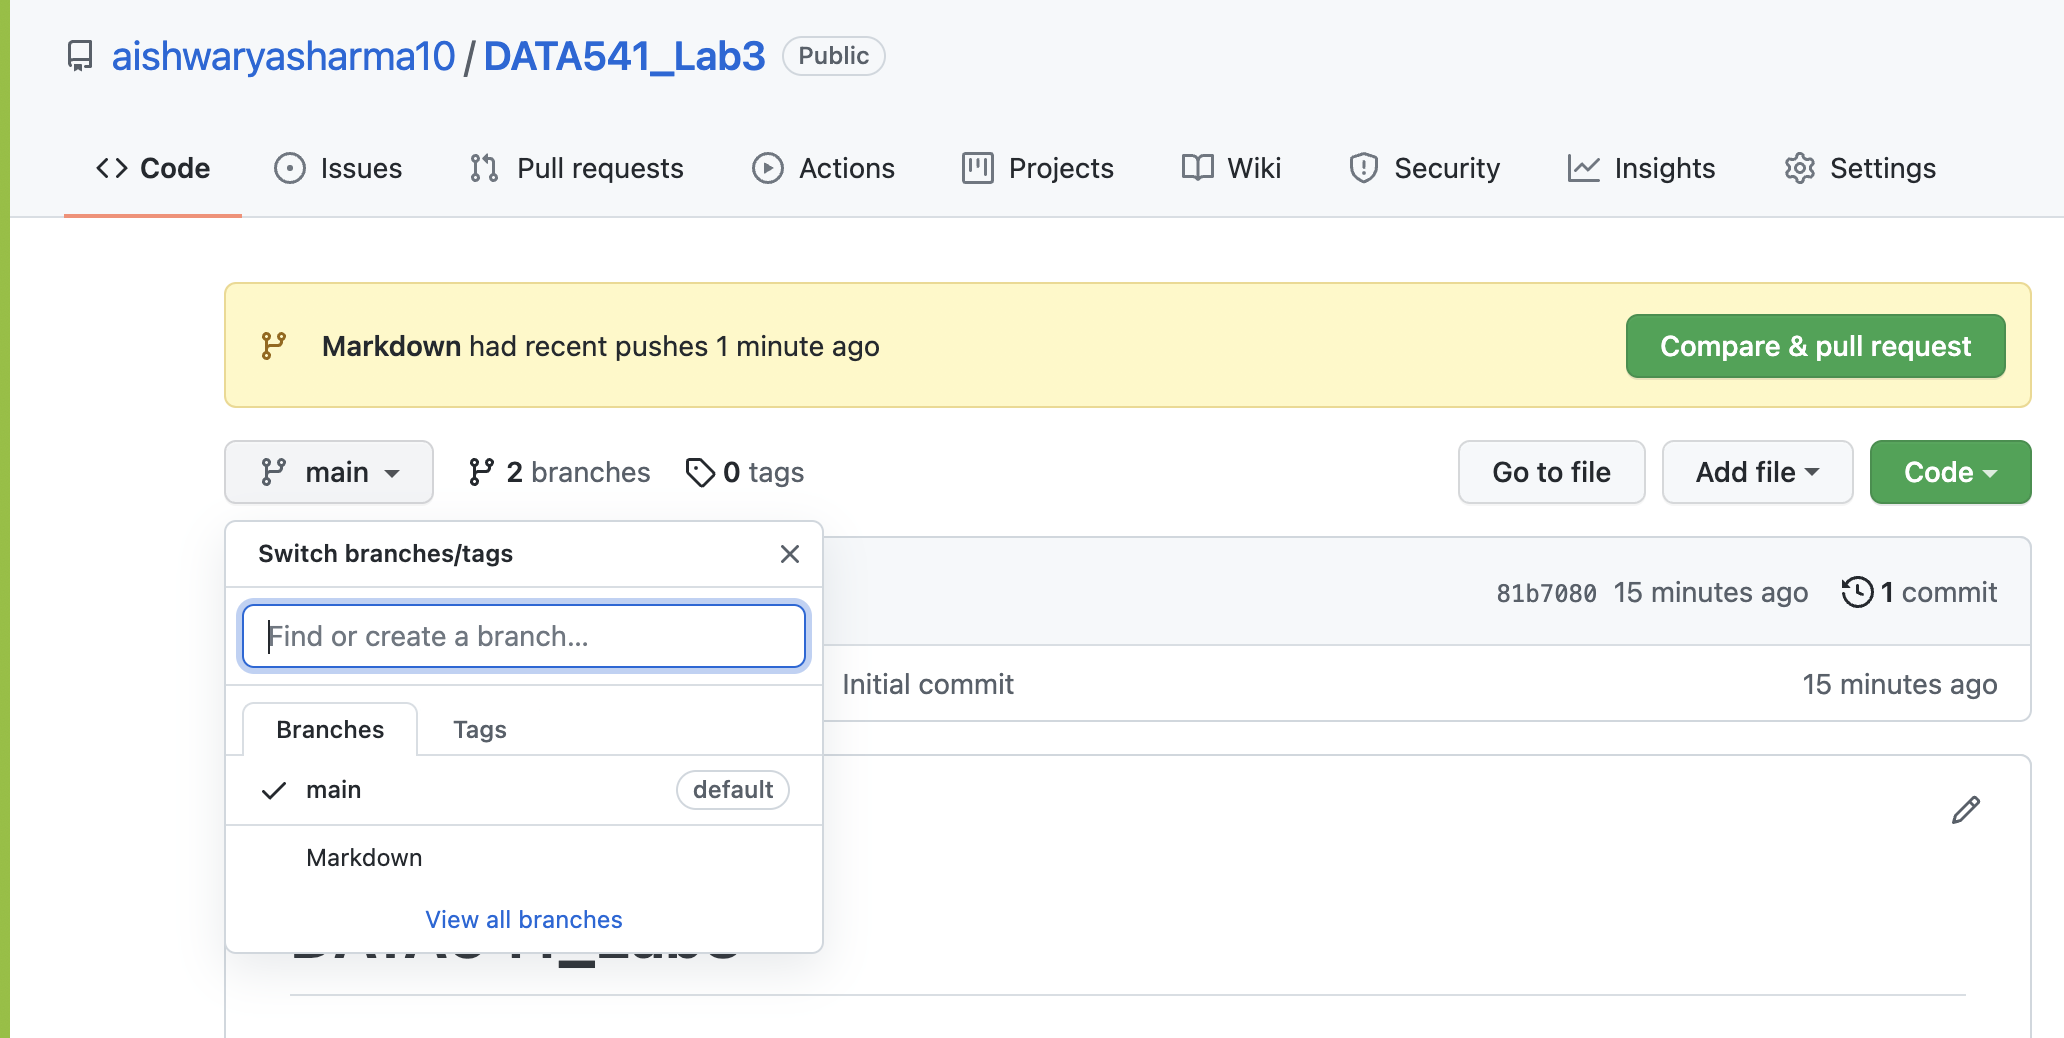 aishwaryasharma10 / DATA541_Lab3 Public
Code Issues Pull requests Actions Projects Wiki Security Insights Settings
Markdown had recent pushes 1 minute ago Compare & pull request
main 2 branches 0 tags Go to file Add file Code
Switch branches/tags
81b7080 15 minutes ago 1 commit
Find or create a branch...
Initial commit 15 minutes ago
Branches Tags
main default
Markdown
View all branches